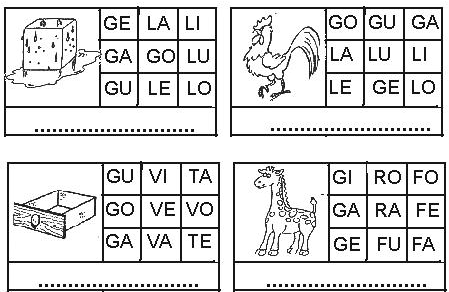 GE LA LI
GA GO LU
GU LE LO
GO GU GA
LA LU LI
LE GE LO
GU VI TA
GO VE VO
GA VA TE
GI RO FO
GA RA FE
GE FU FA